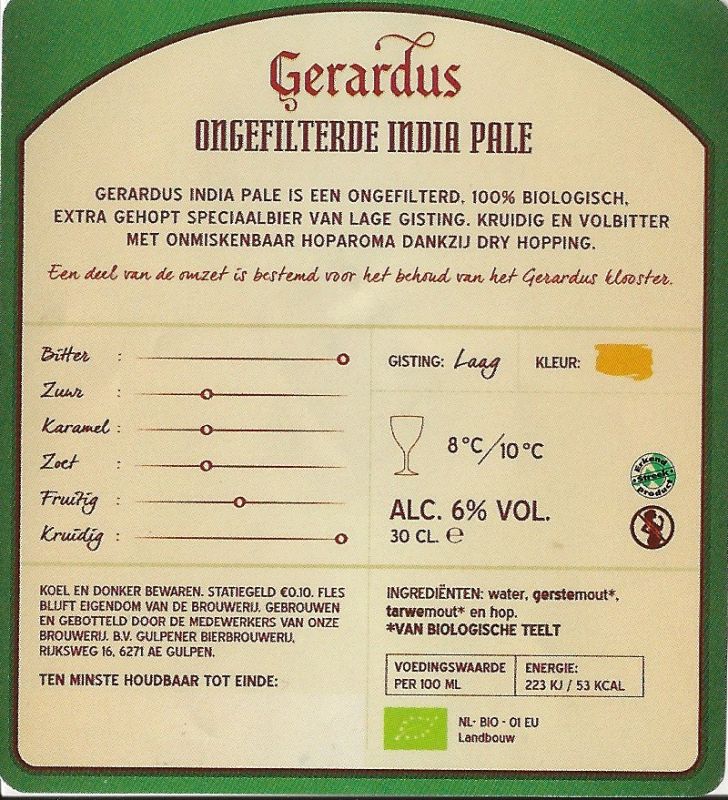 Gerardus
ONGEFILTERDE INDIA PALE
GERARDUS INDIA PALE IS EEN ONGEFILTERD, 100% BIOLOGISCH,
EXTRA GEHOPT SPECIAALBIER VAN LAGE GISTING. KRUIDIG EN VOLBITTER
MET ONMISKENBAAR HOPAROMA DANKZIJ DRY HOPPING.
Een deel van de omzet is bestemd voor het behoud van het Gerardus klooster.
Bitter :
Zuur :
Karamel :
Zoet :
Fruitig :
Kruidig :
GISTING: Laag
KLEUR:
8°C/10°C
ALC. 6% VOL.
30 CL. ℮
Erkend
Streek
Product
KOEL EN DONKER BEWAREN. STATIEGELD €0.10. FLES
BLIJFT EIGENDOM VAN DE BROUWERIJ. GEBROUWEN
EN GEBOTTELD DOOR DE MEDEWERKERS VAN ONZE
BROUWERIJ. B.V. GULPENER BIERBROUWERIJ,
RIJKSWEG 16, 6271 AE GULPEN.
TEN MINSTE HOUDBAAR TOT EINDE:
INGREDIËNTEN: water, gerstemout*,
tarwemout* en hop.
*VAN BIOLOGISCHE TEELT
VOEDINGSWAARDE
PER 100 ML
ENERGIE:
223 KJ / 53 KCAL
NL- BIO - 01 EU
Landbouw